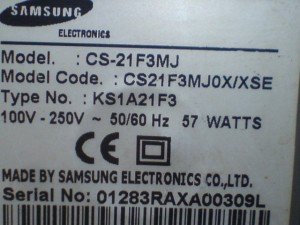 SAMSUNG
ELECTRONICS
Model. : CS-21F3MJ
Model Code. : CS21F3MJ0X/XSE
Type No. : KS1A21F3
100V - 250V ~ 50/60 Hz 57 WATTS
CE
MADE BY SAMSUNG ELECTRONICS CO.,LTD.
Serial No: 01283RAXA00309L